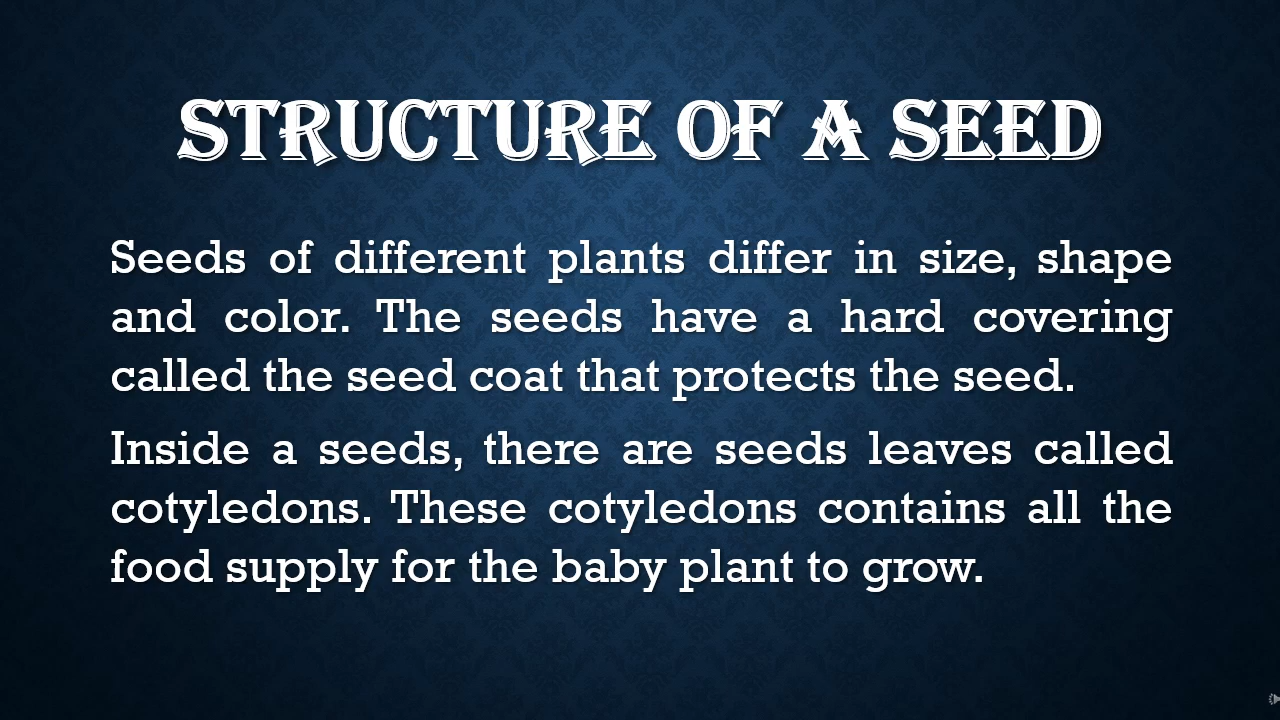 STRUCTURE OF A SEED
Seeds of different plants differ in size, shape
and color. The seeds have a hard covering
called the seed coat that protects the seed.
Inside a seeds, there are seeds leaves called
cotyledons. These cotyledons contains all the
food supply for the baby plant to grow.